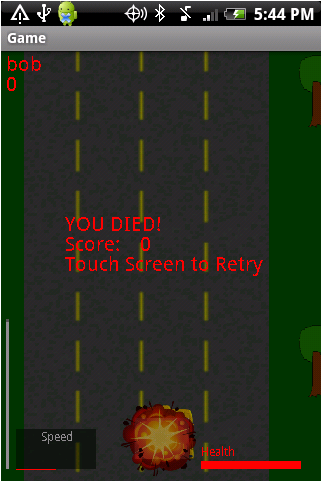 5:44 PM
Game
bob
0
YOU DIED!
Score: 0
Touch Screen to Retry
Speed
Health